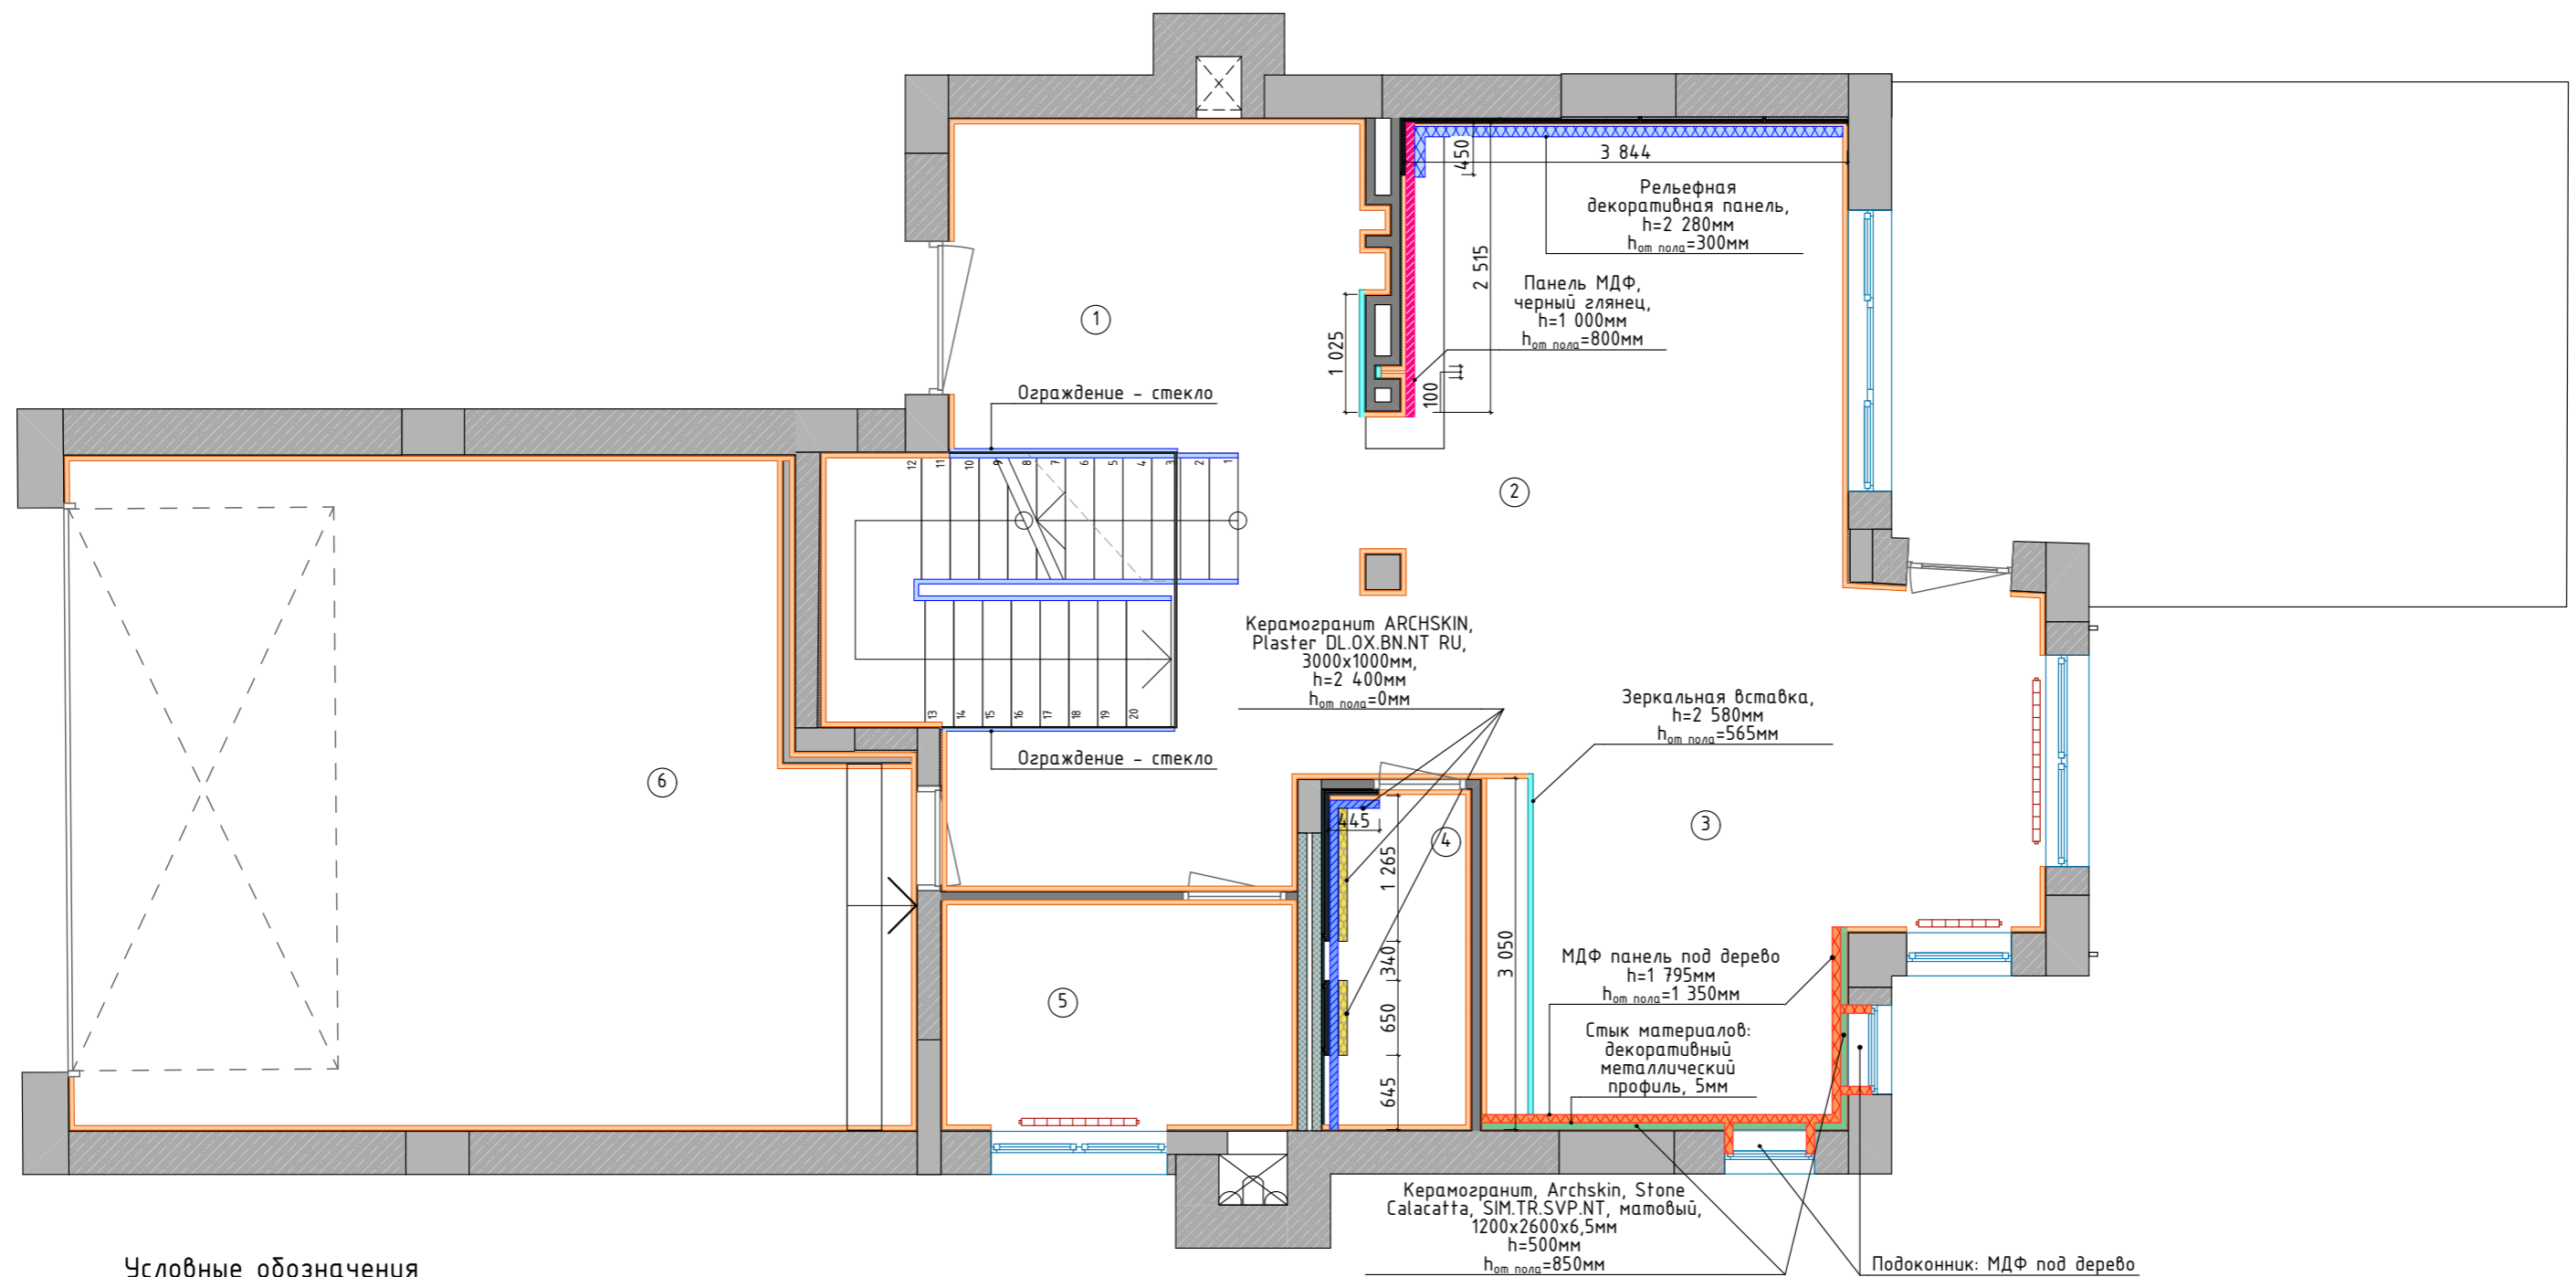 3 844
450
Рельефная
декоративная панель,
h=2 280мм
hот пола=300мм
2 515
Панель МДФ,
черный глянец,
h=1 000мм
hот пола=800мм
1
1 025
100
Ограждение - стекло
12 11 10 9 8 7 6 5 4 3 2 1
2
Керамогранит ARCHSKIN,
Plaster DL.OX.BN.NT RU,
3000x1000мм,
h=2 400мм
hот пола=0мм
Зеркальная вставка,
h=2 580мм
hот пола=565мм
13 14 15 16 17 18 19 20
Ограждение - стекло
6
445
4
3
1 265
340
650
645
3 050
МДФ панель под дерево
h=1 795мм
hот пола=1 350мм
5
Стык материалов:
декоративный
металлический
профиль, 5мм
Керамогранит, Archskin, Stone
Calacatta, SIM.TR.SVP.NT, матовый,
1200x2600x6,5мм
h=500мм
hот пола=850мм
Подоконник: МДФ под дерево
Условные обозначения